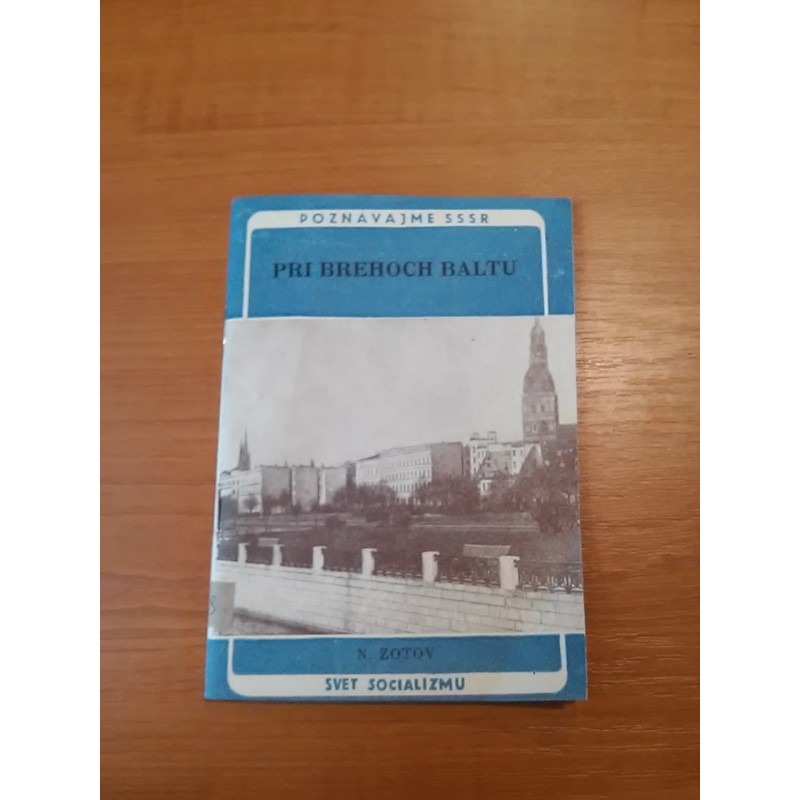 POZNÁVAJME SSSR
PRI BREHOCH BALTU
N. ZOTOV
SVET SOCIALIZMU